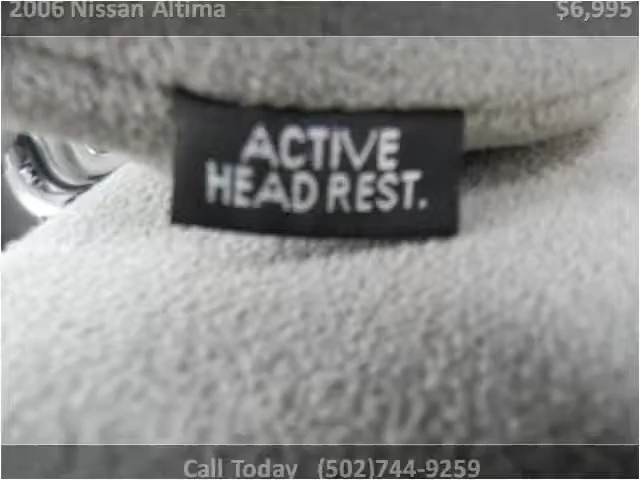 2006 Nissan Altima $6,995
ACTIVE
HEAD REST.
Call Today (502)744-9259